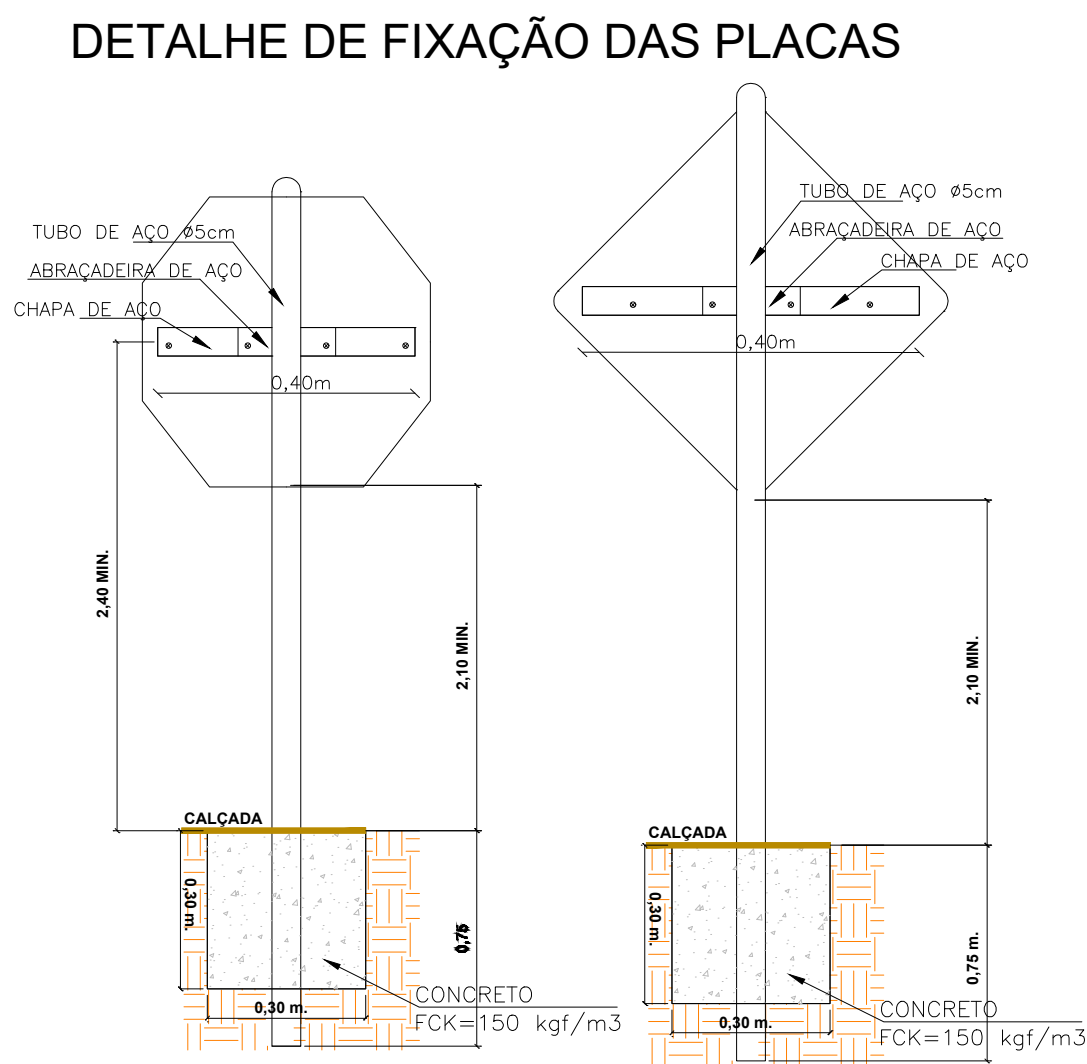 DETALHE DE FIXAÇÃO DAS PLACAS
TUBO DE AÇO ø5cm
ABRAÇADEIRA DE AÇO
CHAPA DE AÇO
0,40m
2,40 MIN.
2,10 MIN.
CALÇADA
0,30 m.
0,30 m.
CONCRETO
FCK=150 kgf/m3
TUBO DE AÇO ø5cm
ABRAÇADEIRA DE AÇO
CHAPA DE AÇO
0,40m
2,10 MIN.
CALÇADA
0,30 m.
0,75 m.
0,30 m.
CONCRETO
FCK=150 kgf/m3